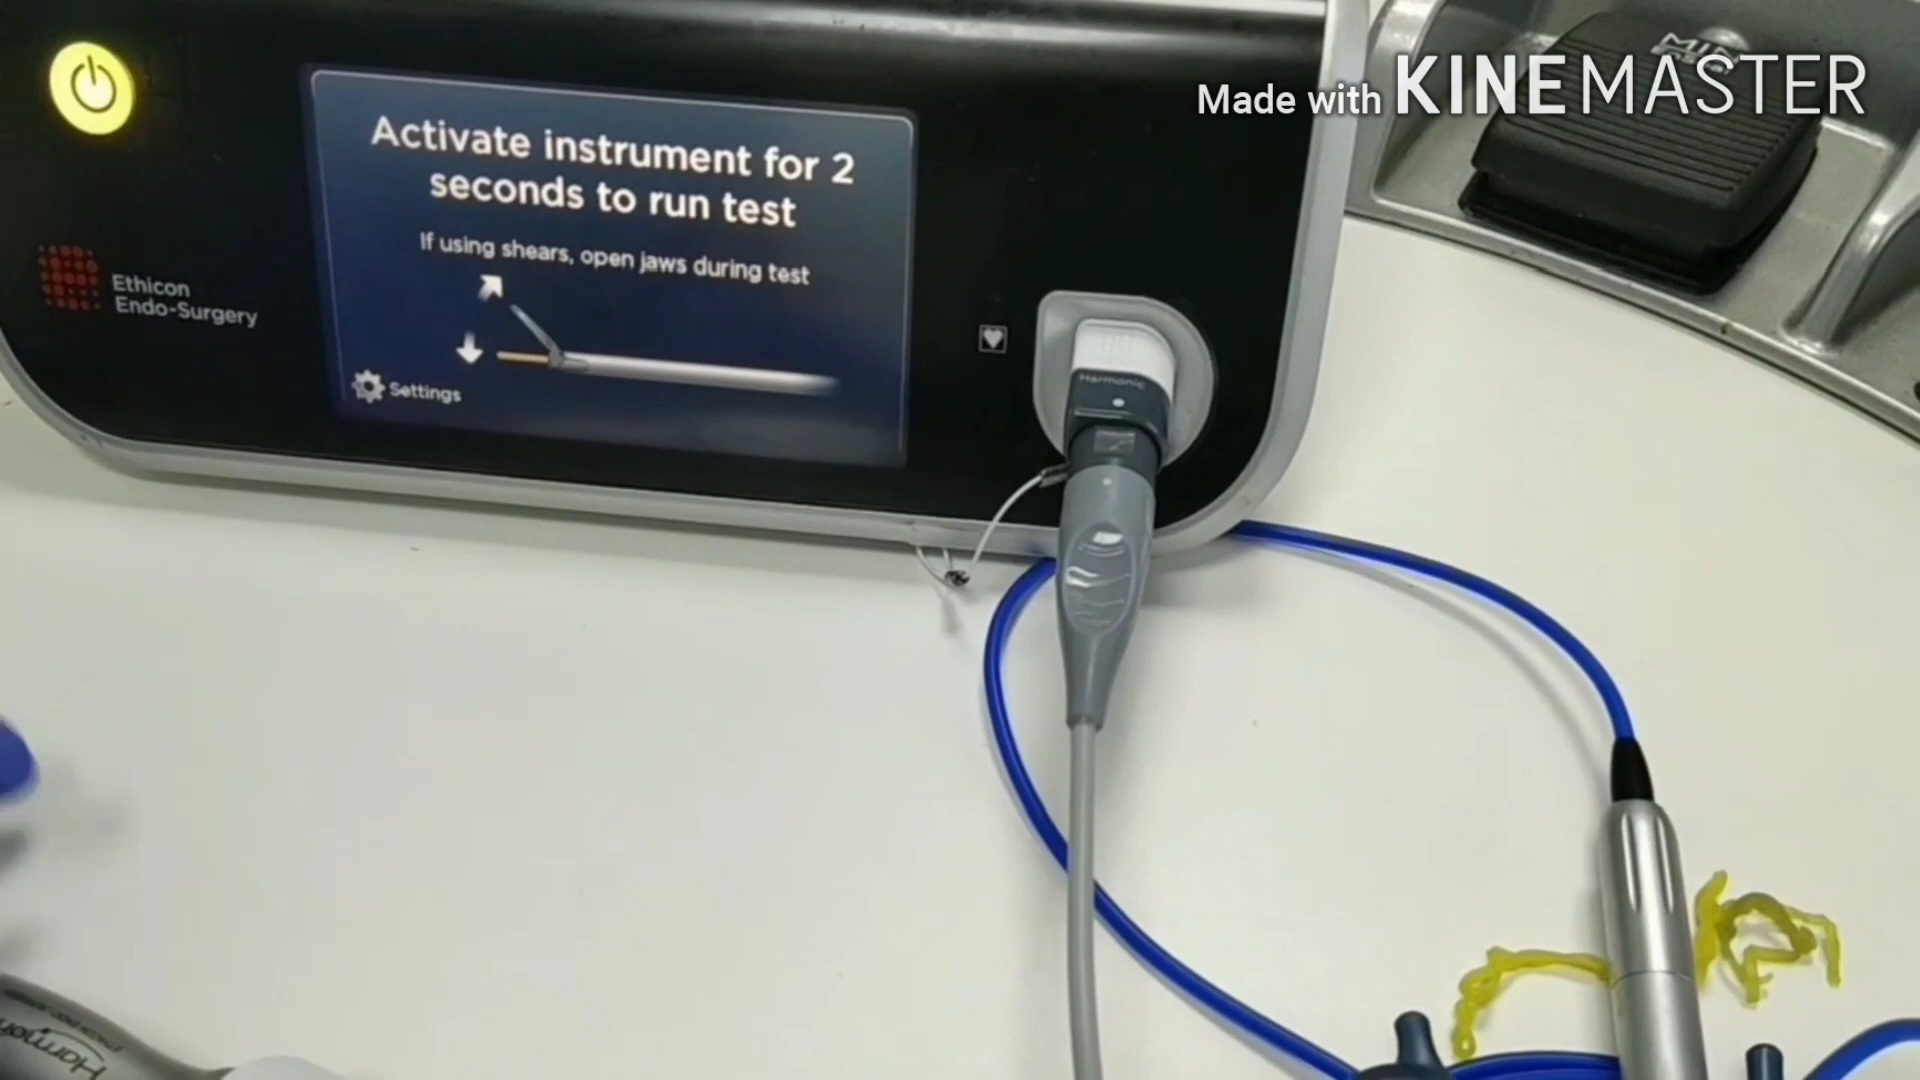 Made with KINEMASTER
Activate instrument for 2
seconds to run test
If using shears, open jaws during test
Settings
Ethicon
Endo-Surgery
Harmonic
Harmonic